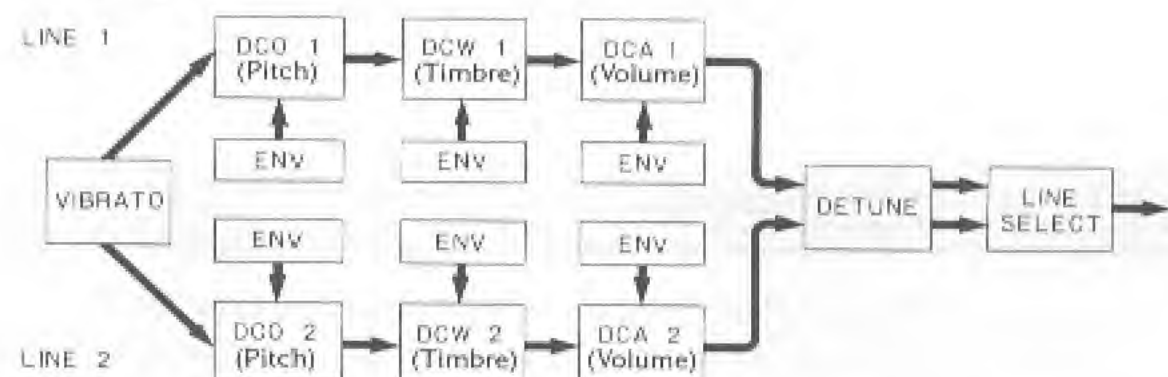 LINE 1
DCO 1
(Pitch)
DCW 1
(Timbre)
DCA 1
(Volume)
ENV
ENV
ENV
VIBRATO
DETUNE
LINE
SELECT
ENV
ENV
ENV
LINE 2
DCO 2
(Pitch)
DCW 2
(Timbre)
DCA 2
(Volume)